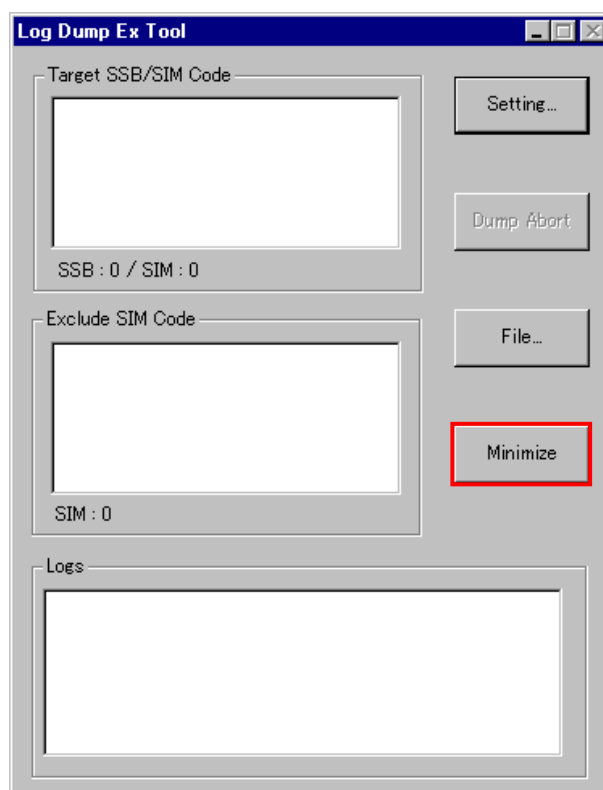 Log Dump Ex Tool
Target SSB/SIM Code
Setting...
Dump Abort
SSB : 0 / SIM : 0
Exclude SIM Code
File...
Minimize
SIM : 0
Logs